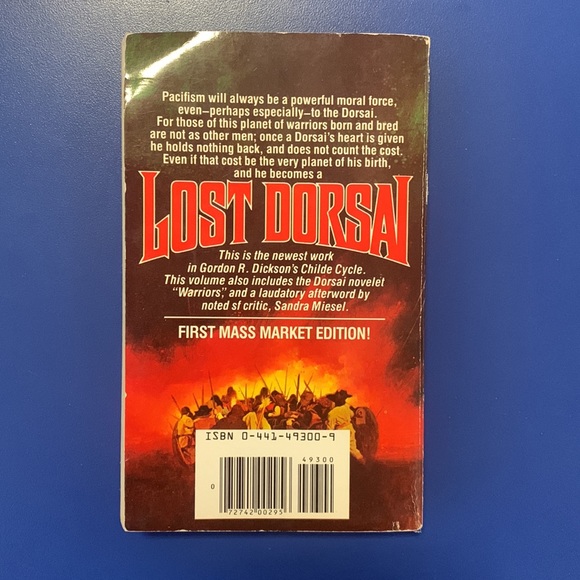 Pacifism will always be a powerful moral force,
even—perhaps especially—to the Dorsai.
For those of this planet of warriors born and bred
are not as other men; once a Dorsai's heart is given
he holds nothing back, and does not count the cost.
Even if that cost be the very planet of his birth,
and he becomes a
LOST DORSAI
This is the newest work
in Gordon R. Dickson's Childe Cycle.
This volume also includes the Dorsai novelet
"Warriors", and a laudatory afterword by
noted sf critic, Sandra Miesel.
FIRST MASS MARKET EDITION!
ISBN 0-441-49300-9
49300
0
72742 00295